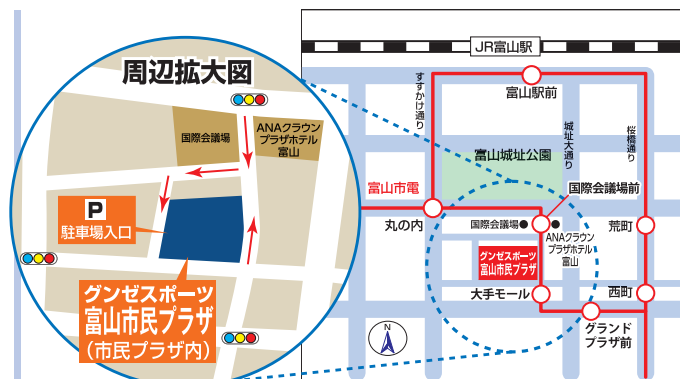 周辺拡大図
国際会議場
ANAクラウン
プラザホテル
富山
P
駐車場入口
グンゼスポーツ
富山市民プラザ
(市民プラザ内)
JR富山駅
すずかけ通り
富山駅前
城址大通り
桜橋通り
富山城址公園
富山市電
国際会議場前
丸の内
国際会議場
ANAクラウン
プラザホテル
富山
荒町
グンゼスポーツ
富山市民プラザ
大手モール
西町
グランド
プラザ前
N